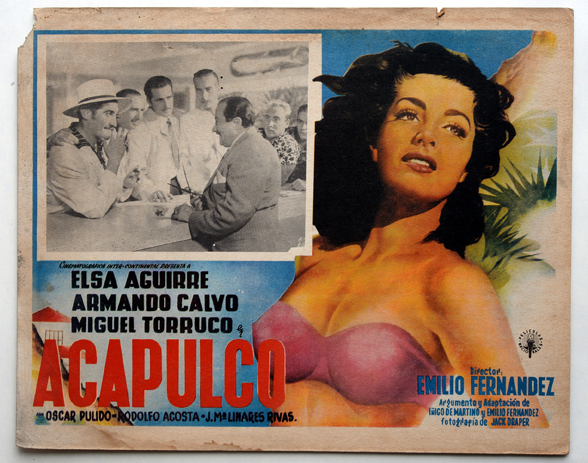 CINEMATOGRÁFICA INTER-CONTINENTAL PRESENTA A
ELSA AGUIRRE
ARMANDO CALVO
MIGUEL TORRUCO y
ACAPULCO
CON OSCAR PULIDO-RODOLFO ACOSTA-J.Mª LINARES RIVAS.
Director:
EMILIO FERNANDEZ
Argumento y Adaptación de
IÑIGO DE MARTINO y EMILIO FERNANDEZ
fotografía de JACK DRAPER